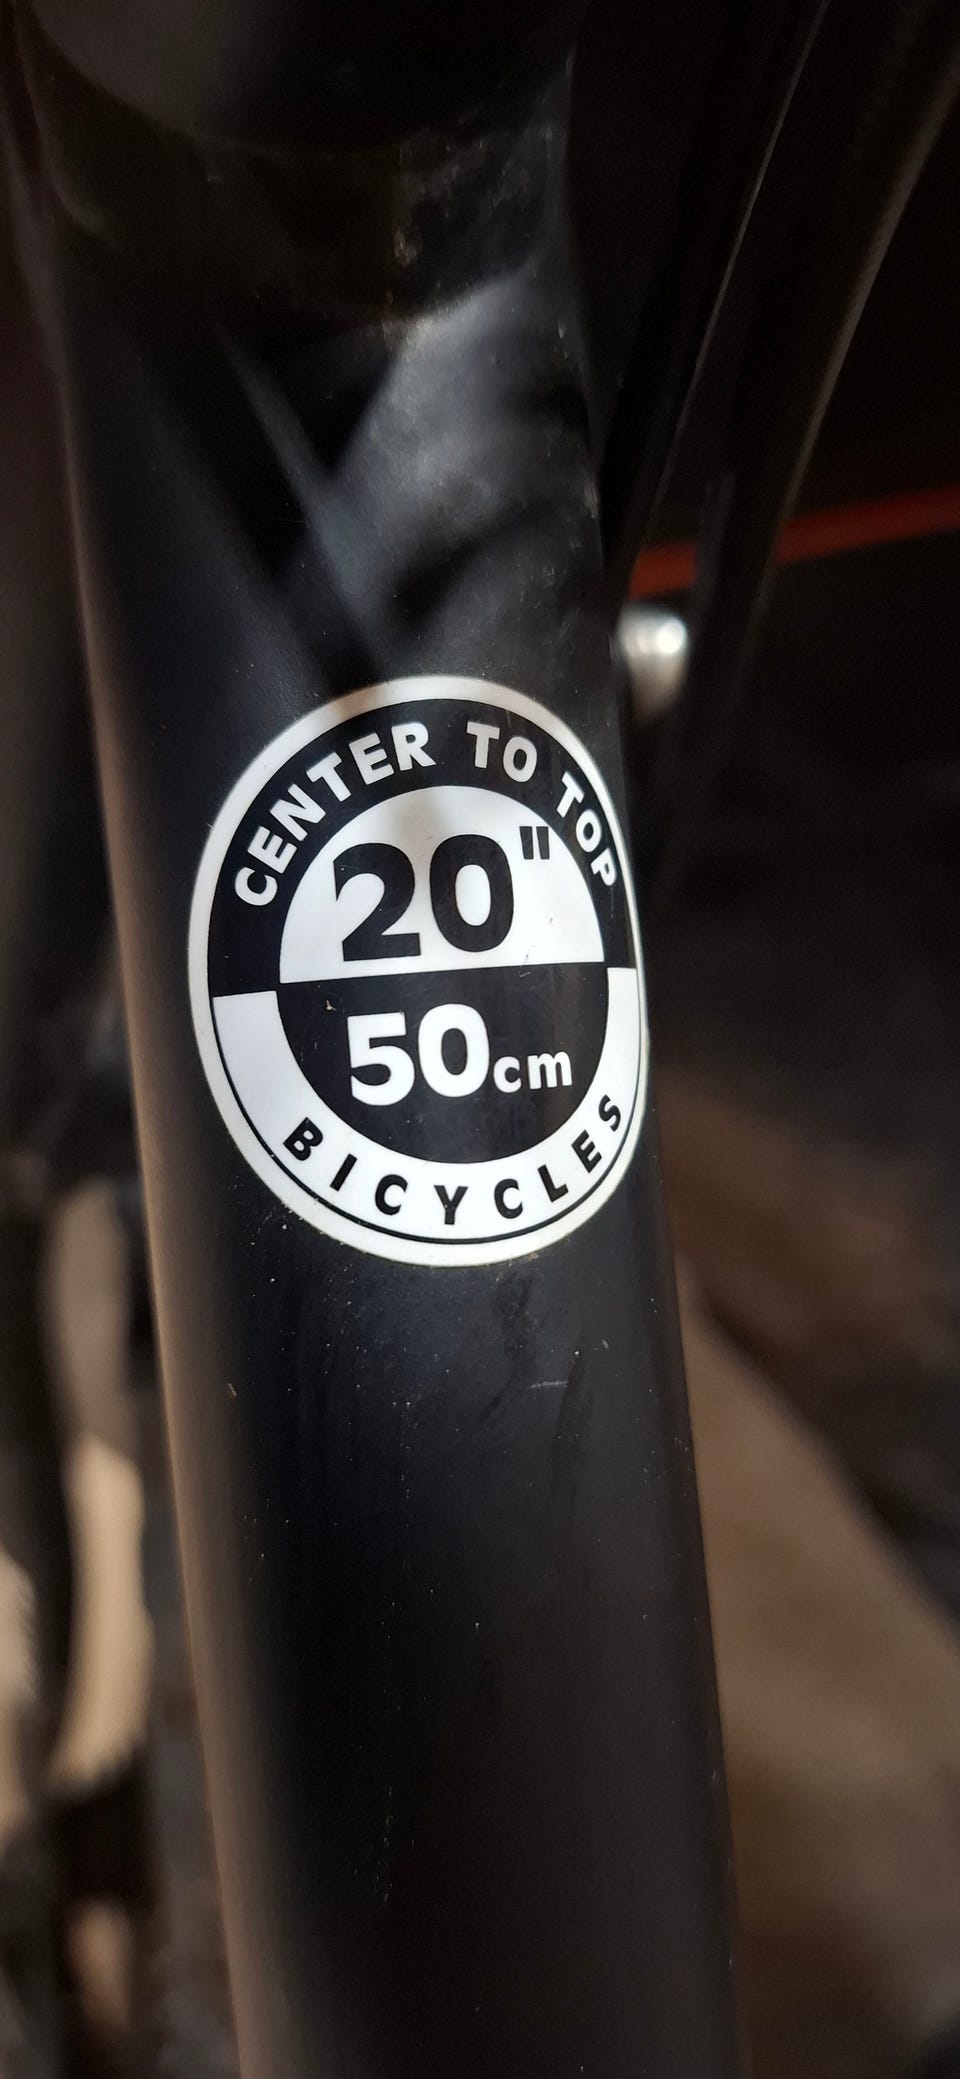 CENTER TO TOP
20"
50cm
BICYCLES